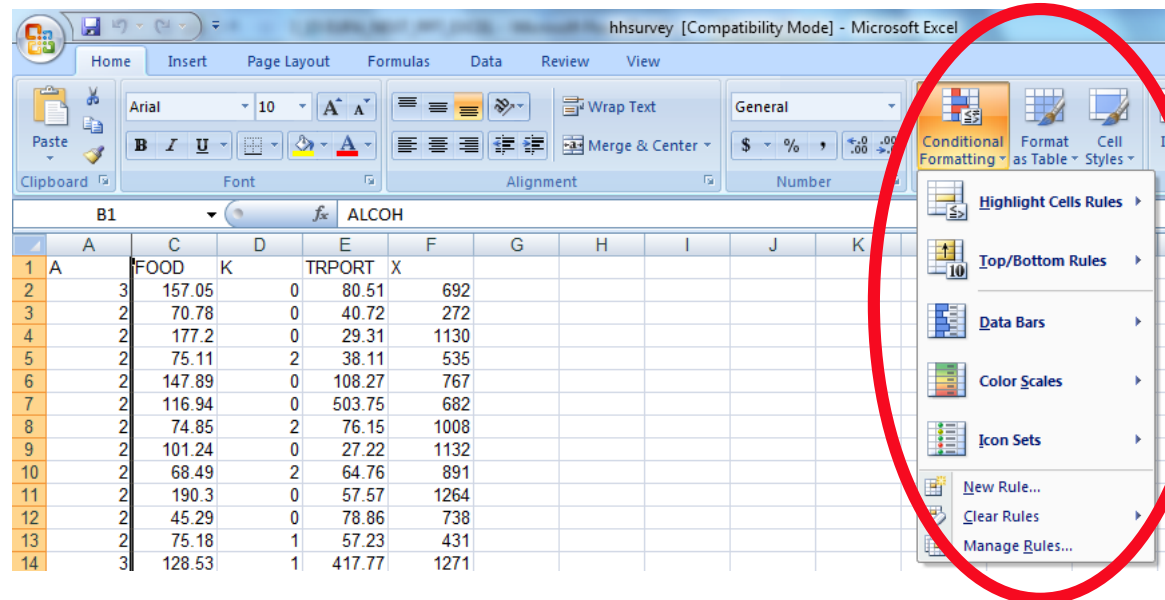 hhsurvey [Compatibility Mode] - Microsoft Excel
Home Insert Page Layout Formulas Data Review View
Arial 10 A A Wrap Text General
Paste B I U A Merge & Center $ % , .0 .00 .00 Conditional Formatting Format as Table Cell Styles
Clipboard Font Alignment Number
B1 fx ALCOH
A C D E F G H I J K
1 A FOOD K TRPORT X
2 3 157.05 0 80.51 692
3 2 70.78 0 40.72 272
4 2 177.2 0 29.31 1130
5 2 75.11 2 38.11 535
6 2 147.89 0 108.27 767
7 2 116.94 0 503.75 682
8 2 74.85 2 76.15 1008
9 2 101.24 0 27.22 1132
10 2 68.49 2 64.76 891
11 2 190.3 0 57.57 1264
12 2 45.29 0 78.86 738
13 2 75.18 1 57.23 431
14 3 128.53 1 417.77 1271
Highlight Cells Rules
10 Top/Bottom Rules
Data Bars
Color Scales
Icon Sets
New Rule...
Clear Rules
Manage Rules...